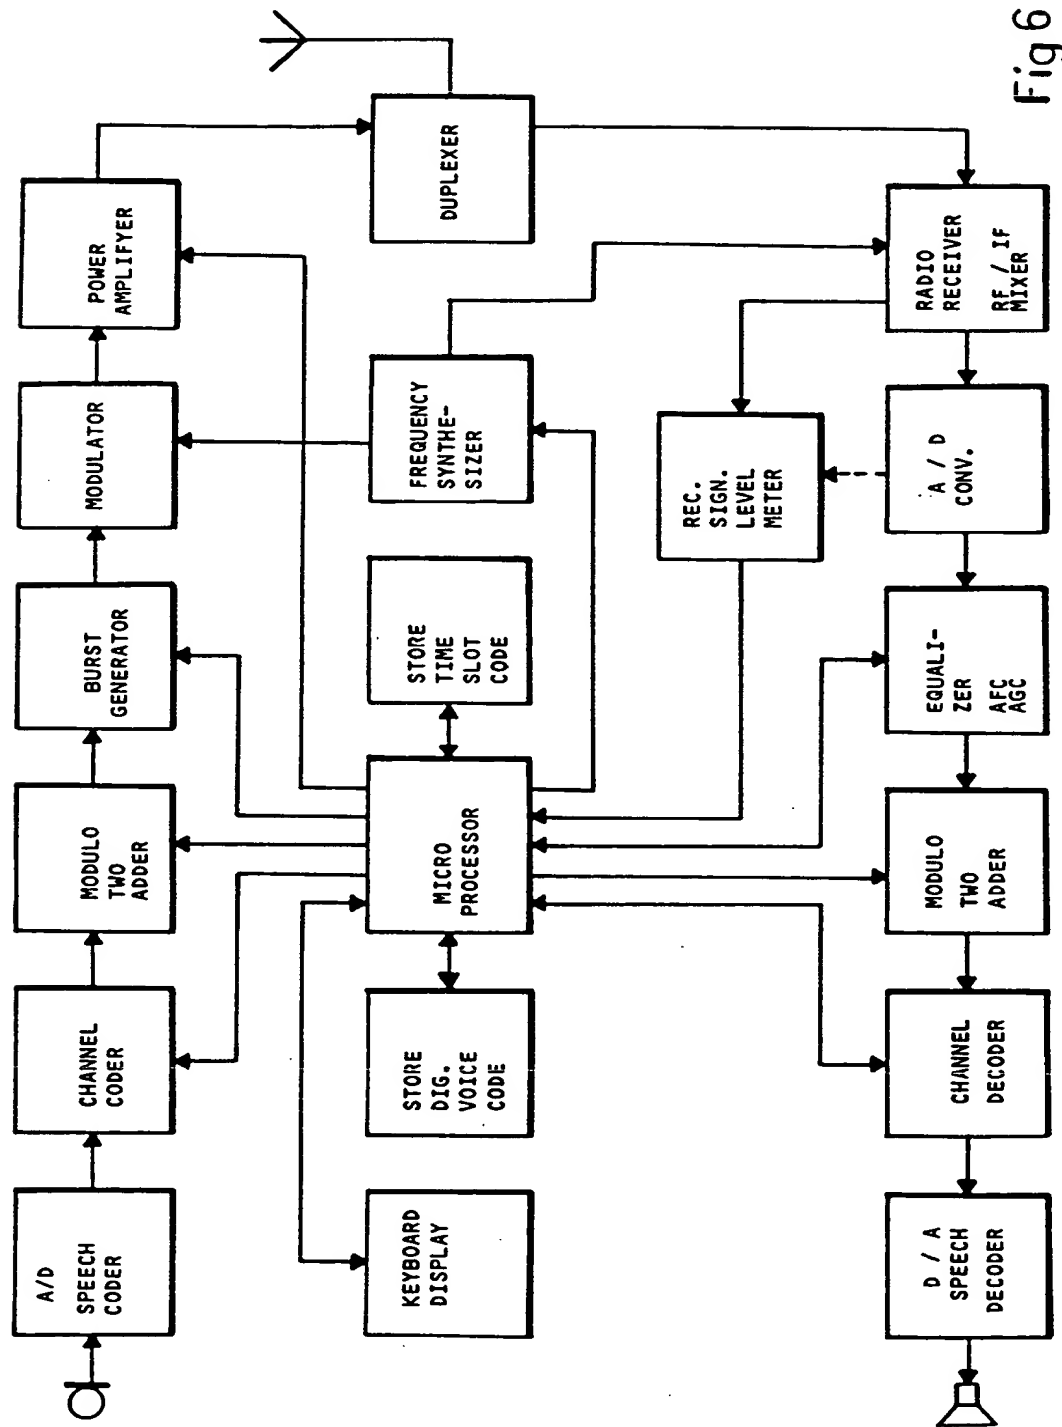 A/D
SPEECH
CODER
CHANNEL
CODER
MODULO
TWO
ADDER
BURST
GENERATOR
MODULATOR
POWER
AMPLIFYER
KEYBOARD
DISPLAY
STORE
DIG.
VOICE
CODE
MICRO
PROCESSOR
STORE
TIME
SLOT
CODE
FREQUENCY
SYNTHE-
SIZER
DUPLEXER
REC.
SIGN.
LEVEL
METER
D / A
SPEECH
DECODER
CHANNEL
DECODER
MODULO
TWO
ADDER
EQUALI-
ZER
AFC
AGC
A / D
CONV.
RADIO
RECEIVER
RF / IF
MIXER
Fig 6